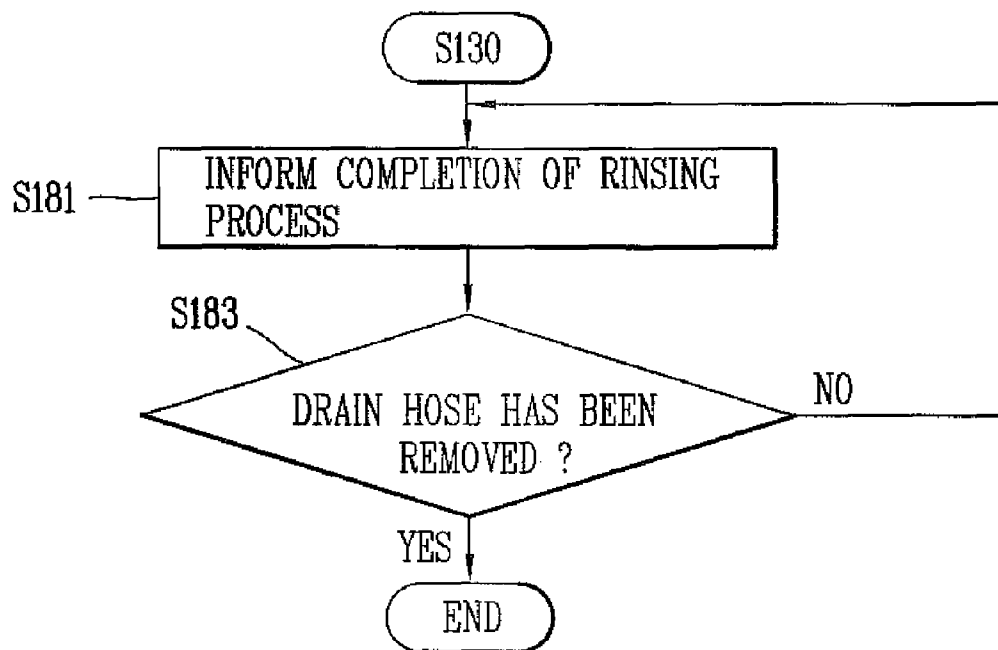 S130
INFORM COMPLETION OF RINSING
PROCESS
S181
S183
DRAIN HOSE HAS BEEN
REMOVED ?
NO
YES
END